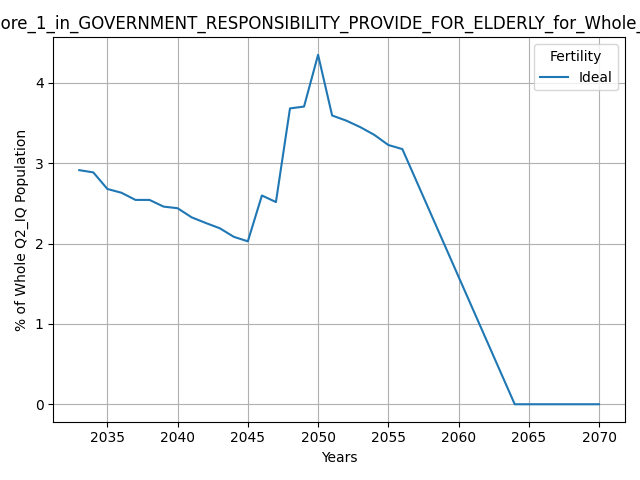 ore_1_in_GOVERNMENT_RESPONSIBILITY_PROVIDE_FOR_ELDERLY_for_Whole_
Fertility
Ideal
% of Whole Q2_IQ Population
4
3
2
1
0
2035 2040 2045 2050 2055 2060 2065 2070
Years